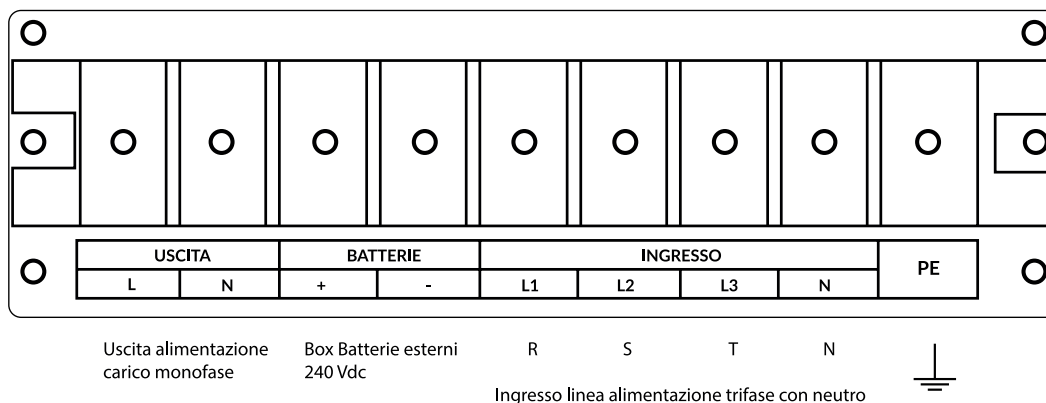 USCITA BATTERIE INGRESSO PE
L N + - L1 L2 L3 N
Uscita alimentazione
carico monofase
Box Batterie esterni
240 Vdc
R S T N
Ingresso linea alimentazione trifase con neutro